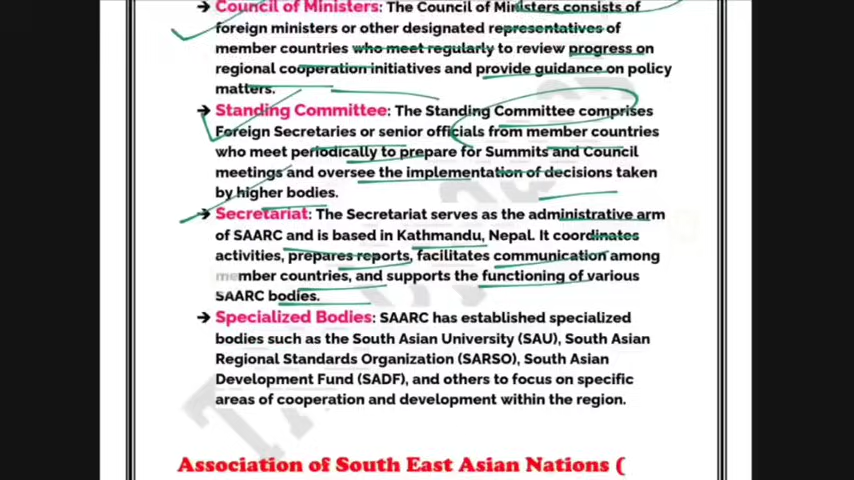 → Council of Ministers: The Council of Ministers consists of
foreign ministers or other designated representatives of
member countries who meet regularly to review progress on
regional cooperation initiatives and provide guidance on policy
matters.
→ Standing Committee: The Standing Committee comprises
Foreign Secretaries or senior officials from member countries
who meet periodically to prepare for Summits and Council
meetings and oversee the implementation of decisions taken
by higher bodies.
→ Secretariat: The Secretariat serves as the administrative arm
of SAARC and is based in Kathmandu, Nepal. It coordinates
activities, prepares reports, facilitates communication among
member countries, and supports the functioning of various
SAARC bodies.
→ Specialized Bodies: SAARC has established specialized
bodies such as the South Asian University (SAU), South Asian
Regional Standards Organization (SARSO), South Asian
Development Fund (SADF), and others to focus on specific
areas of cooperation and development within the region.
Association of South East Asian Nations (